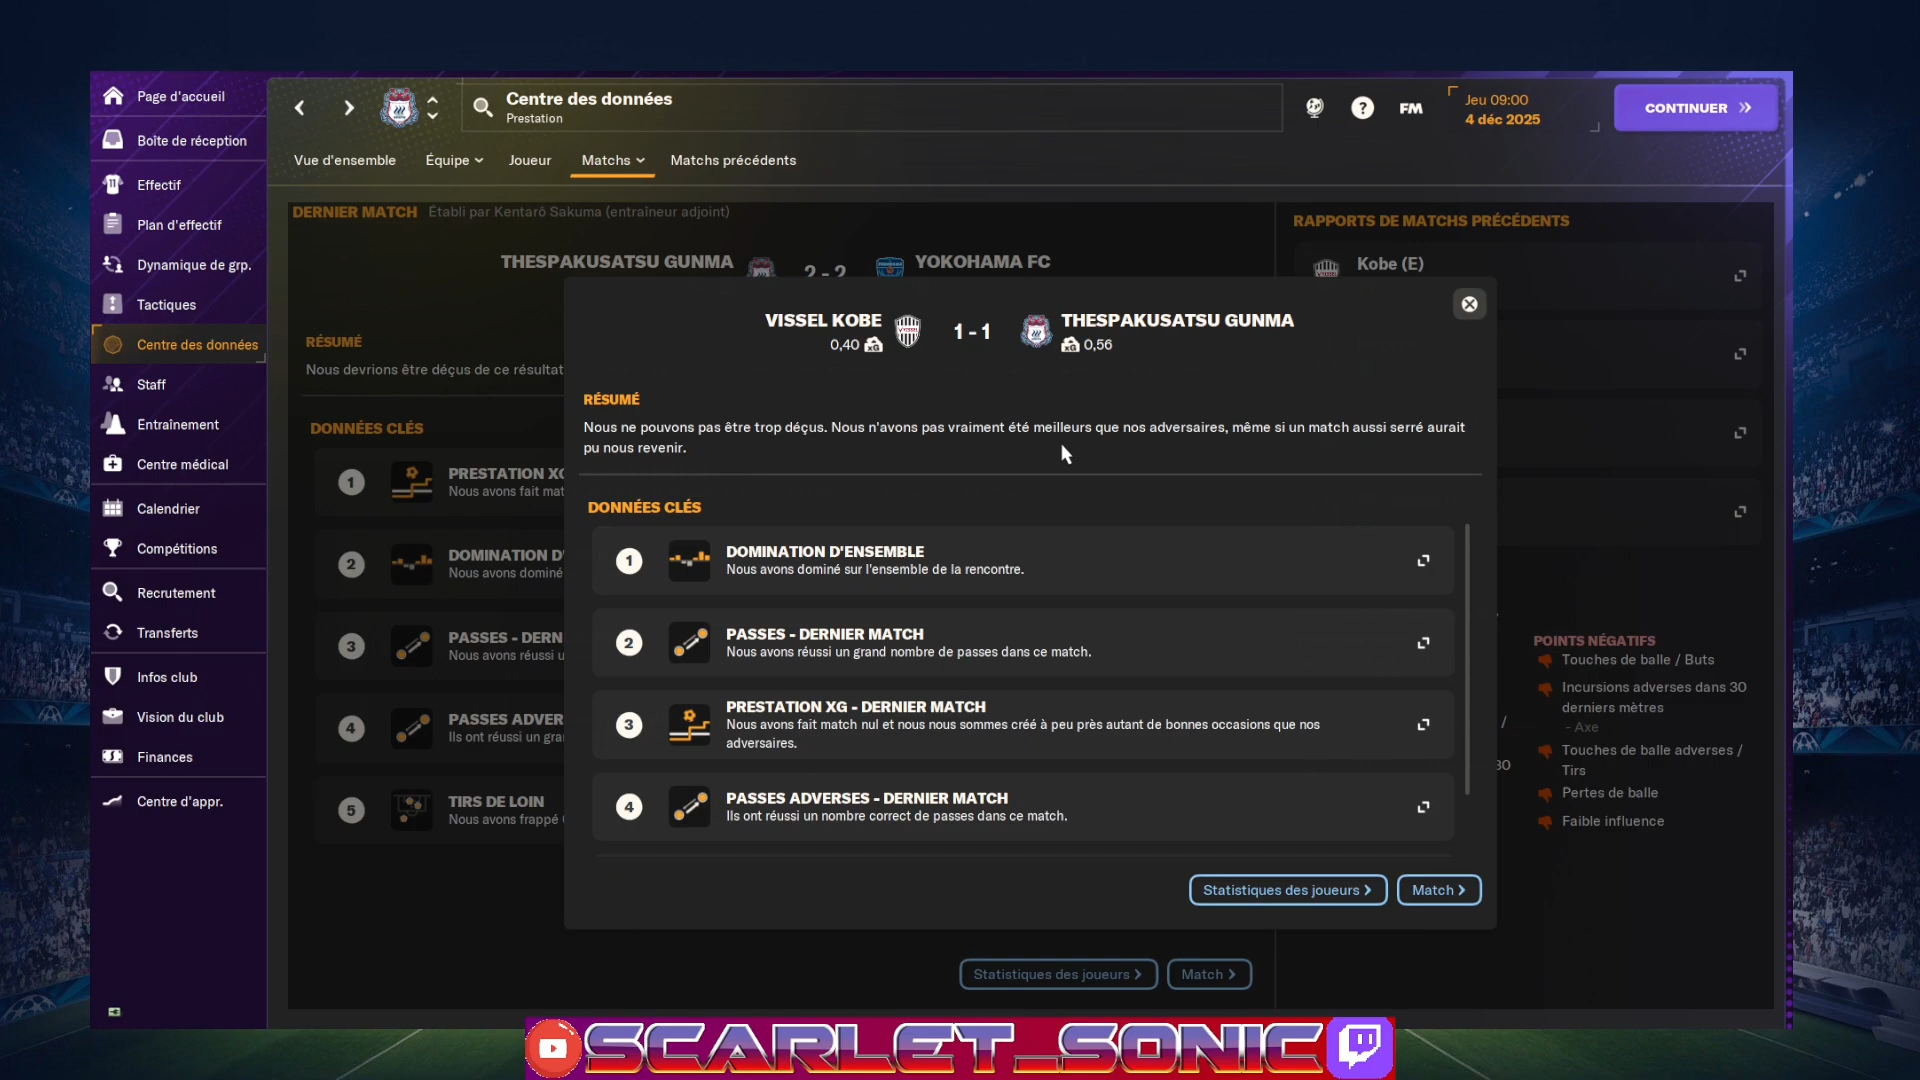 Page d'accueil
Boîte de réception
Effectif
Plan d'effectif
Dynamique de grp.
Tactiques
Centre des données
Staff
Entraînement
Centre médical
Calendrier
Compétitions
Recrutement
Transferts
Infos club
Vision du club
Finances
Centre d'appr.
Centre des données
Prestation
FM
Jeu 09:00
4 déc 2025
CONTINUER
Vue d'ensemble
Équipe
Joueur
Matchs
Matchs précédents
DERNIER MATCH Établi par Kentarō Sakuma (entraîneur adjoint)
THESPAKUSATSU GUNMA 2 - 2 YOKOHAMA FC
RÉSUMÉ
Nous devrions être déçus de ce résultat
DONNÉES CLÉS
1 PRESTATION XG
Nous avons fait mat
2 DOMINATION D'
Nous avons dominé
3 PASSES - DERN
Nous avons réussi u
4 PASSES ADVER
Ils ont réussi un gra
5 TIRS DE LOIN
Nous avons frappé
Statistiques des joueurs
Match
RAPPORTS DE MATCHS PRÉCÉDENTS
Kobe (E)
POINTS NÉGATIFS
Touches de balle / Buts
Incursions adverses dans 30
derniers mètres
- Axe
Touches de balle adverses /
Tirs
Pertes de balle
Faible influence
/
30
VISSEL KOBE 1 - 1 THESPAKUSATSU GUNMA
0,40 xG xG 0,56
RÉSUMÉ
Nous ne pouvons pas être trop déçus. Nous n'avons pas vraiment été meilleurs que nos adversaires, même si un match aussi serré aurait
pu nous revenir.
DONNÉES CLÉS
1 DOMINATION D'ENSEMBLE
Nous avons dominé sur l'ensemble de la rencontre.
2 PASSES - DERNIER MATCH
Nous avons réussi un grand nombre de passes dans ce match.
3 PRESTATION XG - DERNIER MATCH
Nous avons fait match nul et nous nous sommes créé à peu près autant de bonnes occasions que nos
adversaires.
4 PASSES ADVERSES - DERNIER MATCH
Ils ont réussi un nombre correct de passes dans ce match.
Statistiques des joueurs
Match
SCARLET_SONIC